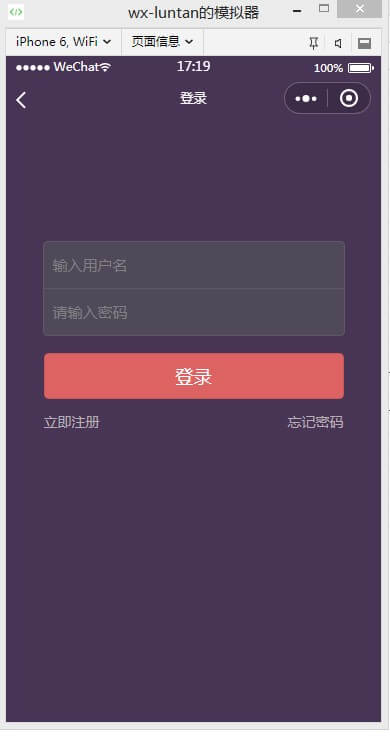 wx-luntan的模拟器
iPhone 6, WiFi 页面信息
WeChat 17:19 100%
登录
输入用户名
请输入密码
登录
立即注册 忘记密码